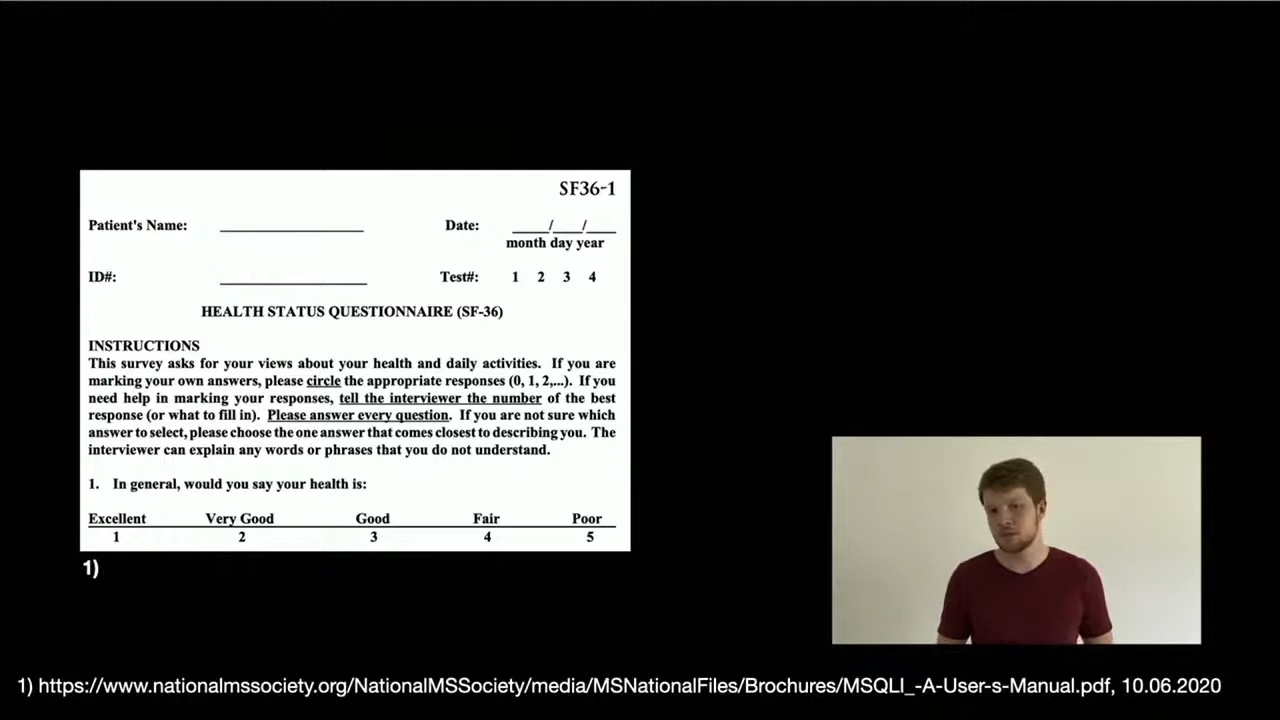 SF36-1
Patient's Name: Date: / /
month day year
ID#: Test#: 1 2 3 4
HEALTH STATUS QUESTIONNAIRE (SF-36)
INSTRUCTIONS
This survey asks for your views about your health and daily activities. If you are
marking your own answers, please circle the appropriate responses (0, 1, 2,...). If you
need help in marking your responses, tell the interviewer the number of the best
response (or what to fill in). Please answer every question. If you are not sure which
answer to select, please choose the one answer that comes closest to describing you. The
interviewer can explain any words or phrases that you do not understand.
1. In general, would you say your health is:
Excellent Very Good Good Fair Poor
1 2 3 4 5
1)
1) https://www.nationalmssociety.org/NationalMSSociety/media/MSNationalFiles/Brochures/MSQLI_-A-User-s-Manual.pdf, 10.06.2020